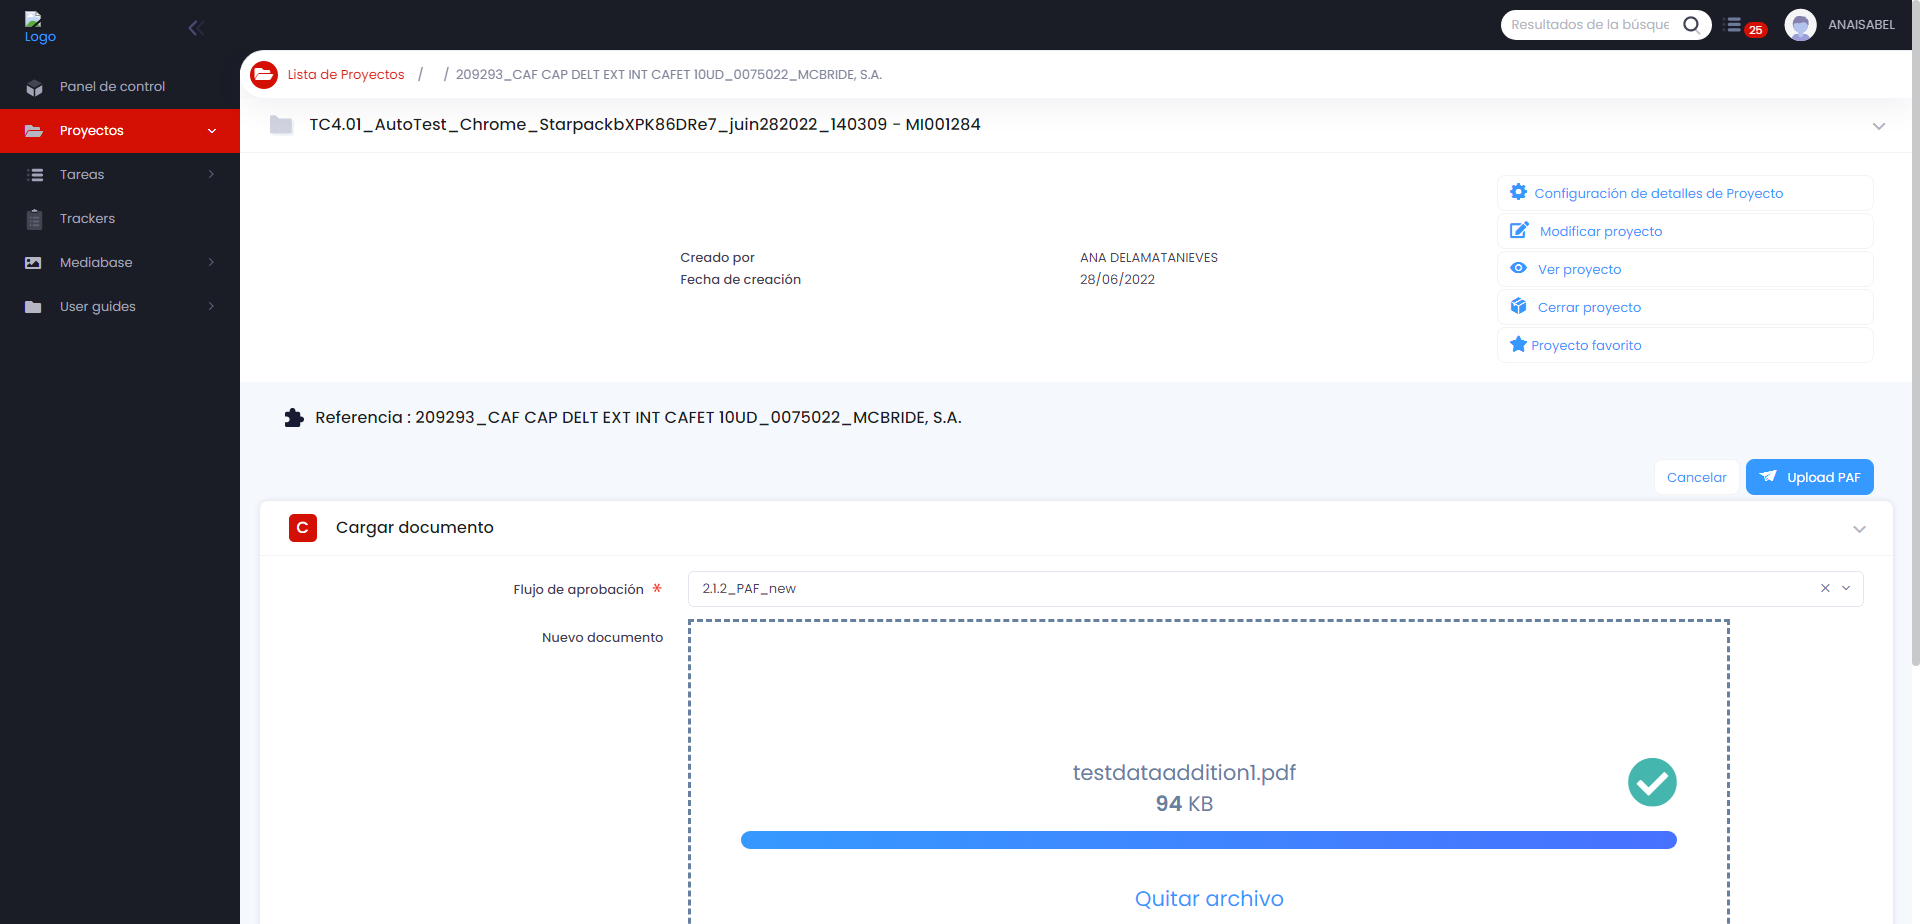 Logo
Resultados de la búsque
25
ANAISABEL
Panel de control
Proyectos
Tareas
Trackers
Mediabase
User guides
Lista de Proyectos / / 209293_CAF CAP DELT EXT INT CAFET 10UD_0075022_MCBRIDE, S.A.
TC4.01_AutoTest_Chrome_StarpackbXPK86DRe7_juin282022_140309 - MI001284
Creado por ANA DELAMATANIEVES
Fecha de creación 28/06/2022
Configuración de detalles de Proyecto
Modificar proyecto
Ver proyecto
Cerrar proyecto
Proyecto favorito
Referencia : 209293_CAF CAP DELT EXT INT CAFET 10UD_0075022_MCBRIDE, S.A.
Cancelar
Upload PAF
C Cargar documento
Flujo de aprobación * 2.1.2_PAF_new
Nuevo documento
testdataaddition1.pdf
94 KB
Quitar archivo